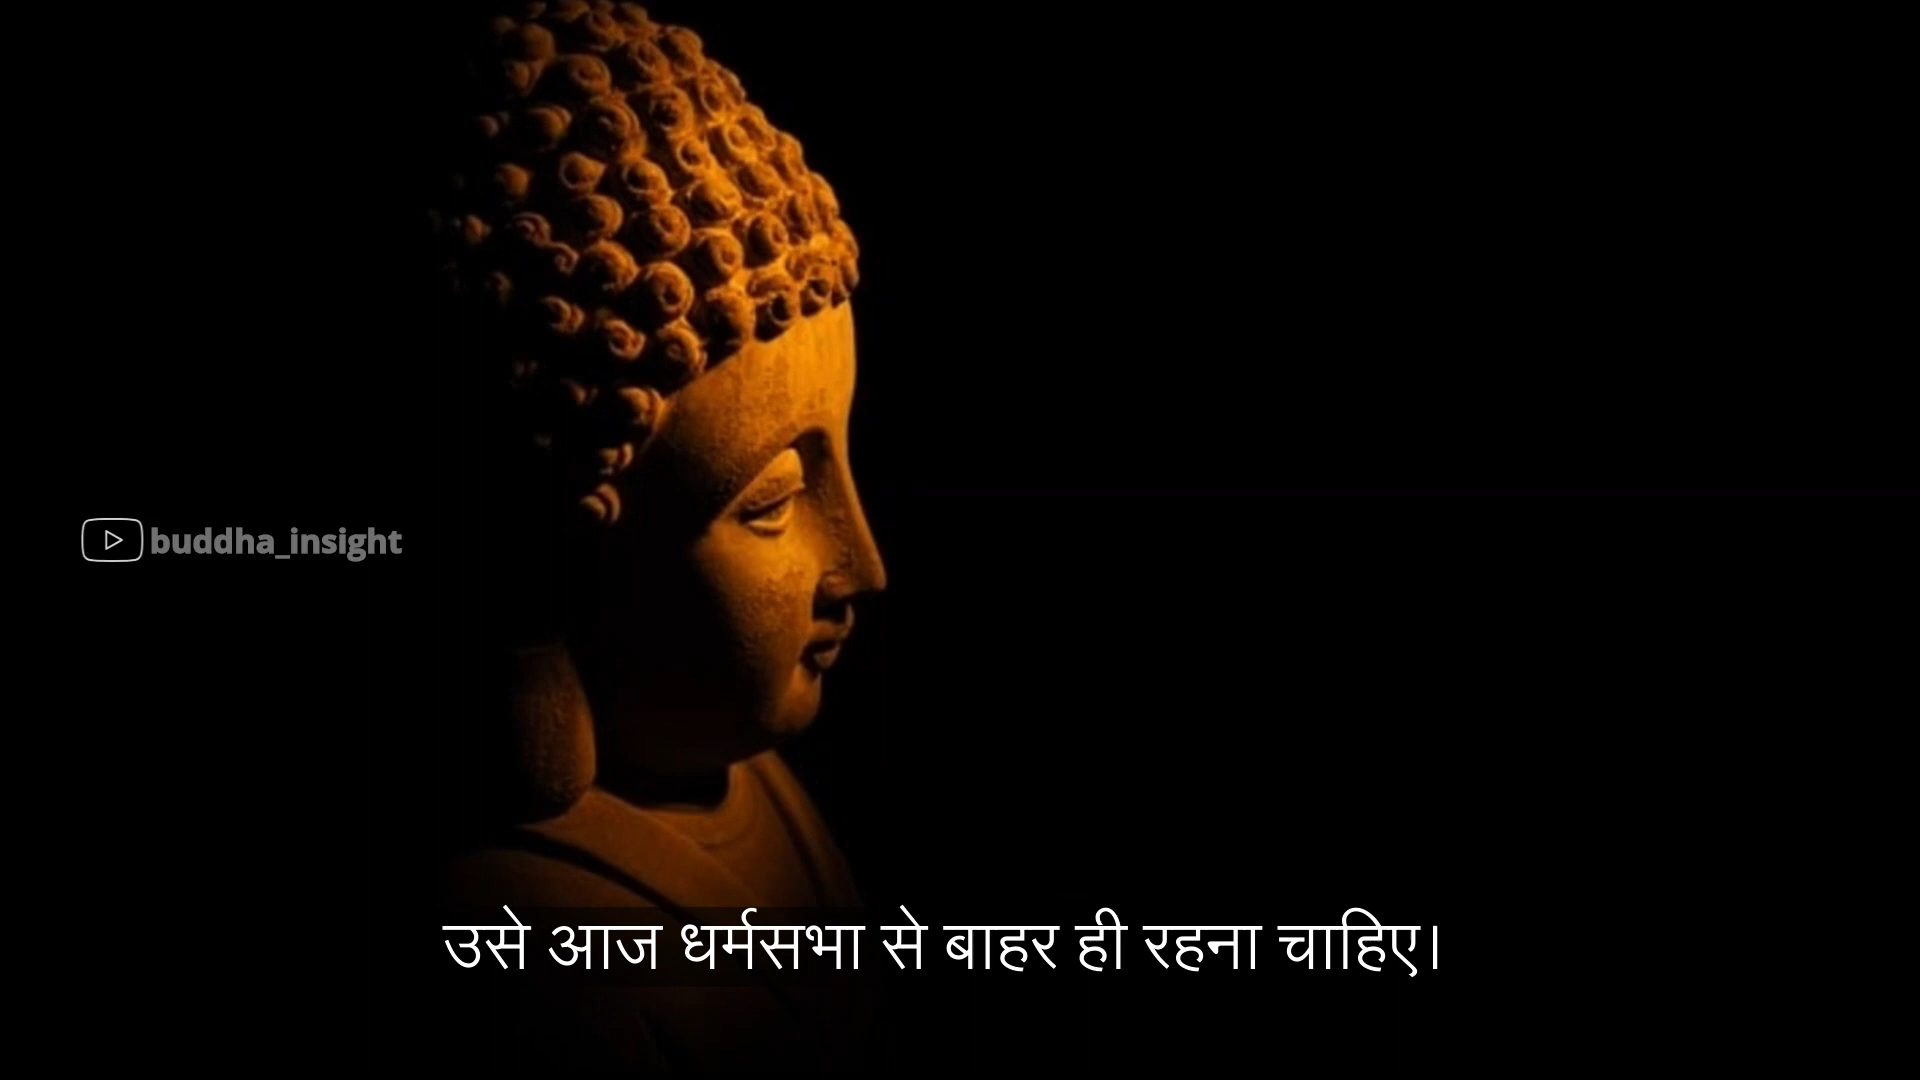 buddha_insight
उसे आज धर्मसभा से बाहर ही रहना चाहिए।